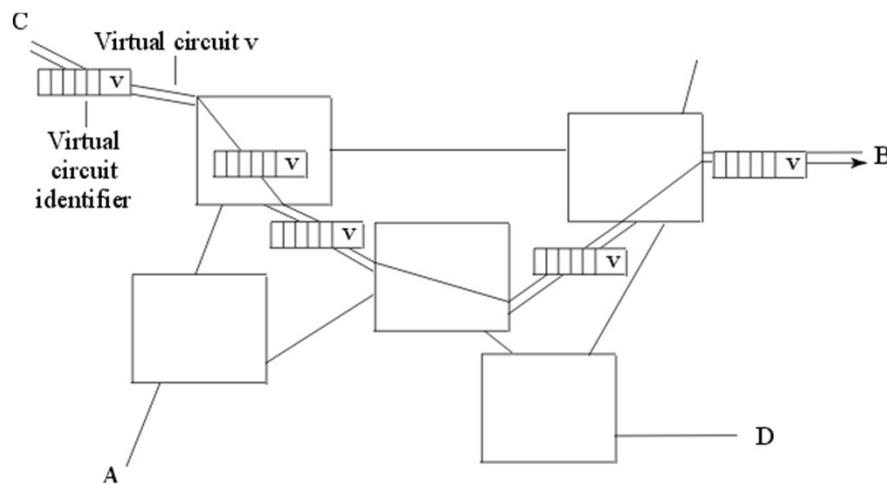 C
Virtual circuit v
v
Virtual
circuit
identifier
v
B
v
v
v
A
D